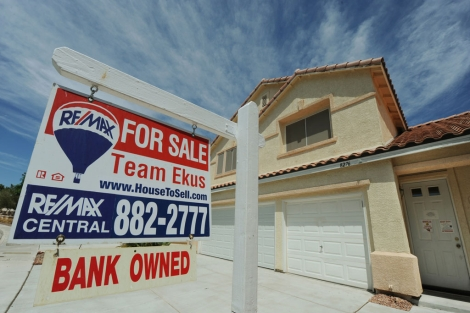 RE/MAX
FOR SALE
Team Ekus
www.HouseToSell.com
RE/MAX
CENTRAL
882-2777
BANK OWNED